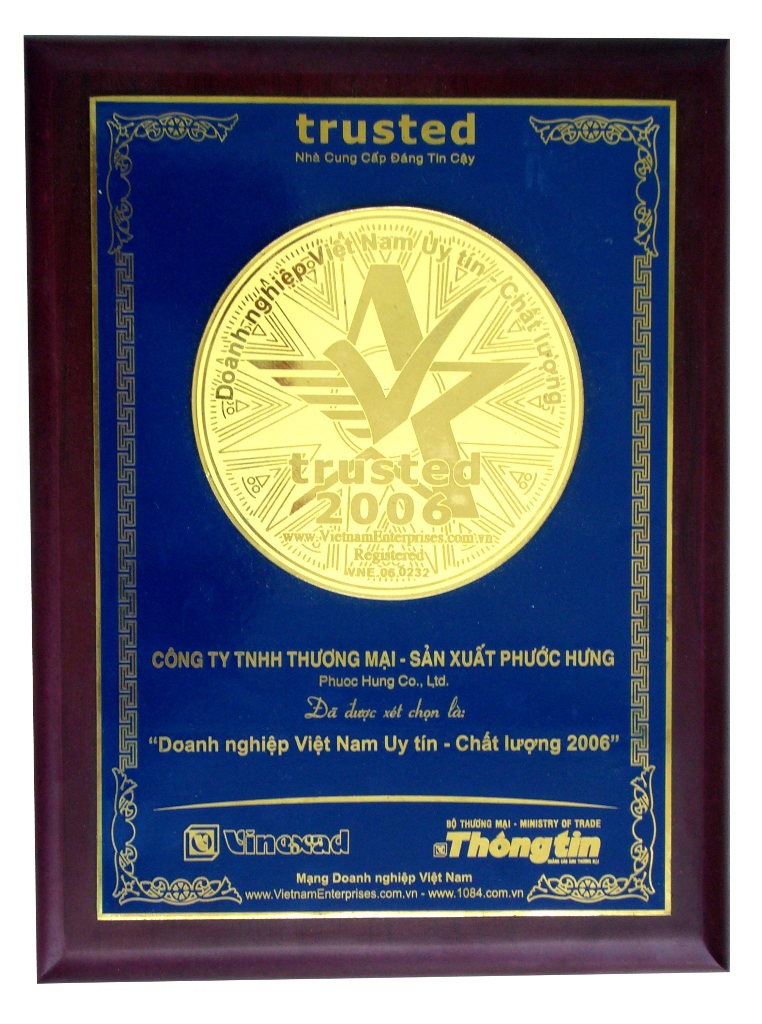 trusted
Nhà Cung Cấp Đáng Tin Cậy
Doanh nghiệp Việt Nam Uy tín - Chất lượng
trusted
2006
www.VietnamEnterprises.com.vn
Registered
V.NE.06.0232
CÔNG TY TNHH THƯƠNG MẠI - SẢN XUẤT PHƯỚC HƯNG
Phuoc Hung Co., Ltd.
Đã được xét chọn là:
“Doanh nghiệp Việt Nam Uy tín - Chất lượng 2006”
Vinexad
BỘ THƯƠNG MẠI - MINISTRY OF TRADE
Thôngtin
Mạng Doanh nghiệp Việt Nam
www.VietnamEnterprises.com.vn - www.1084.com.vn